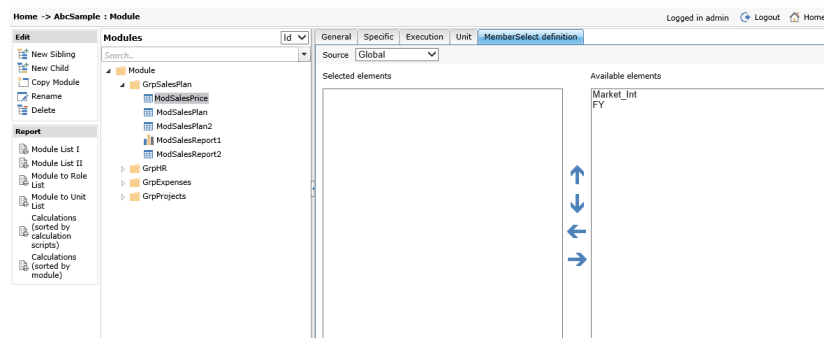 Home -> AbcSample : Module
Logged in admin Logout Home
Edit
New Sibling
New Child
Copy Module
Rename
Delete
Report
Module List I
Module List II
Module to Role
List
Module to Unit
List
Calculations
(sorted by
calculation
scripts)
Calculations
(sorted by
module)
Modules Id
Search...
Module
GrpSalesPlan
ModSalesPrice
ModSalesPlan
ModSalesPlan2
ModSalesReport1
ModSalesReport2
GrpHR
GrpExpenses
GrpProjects
General Specific Execution Unit MemberSelect definition
Source Global
Selected elements
Available elements
Market_Int
FY